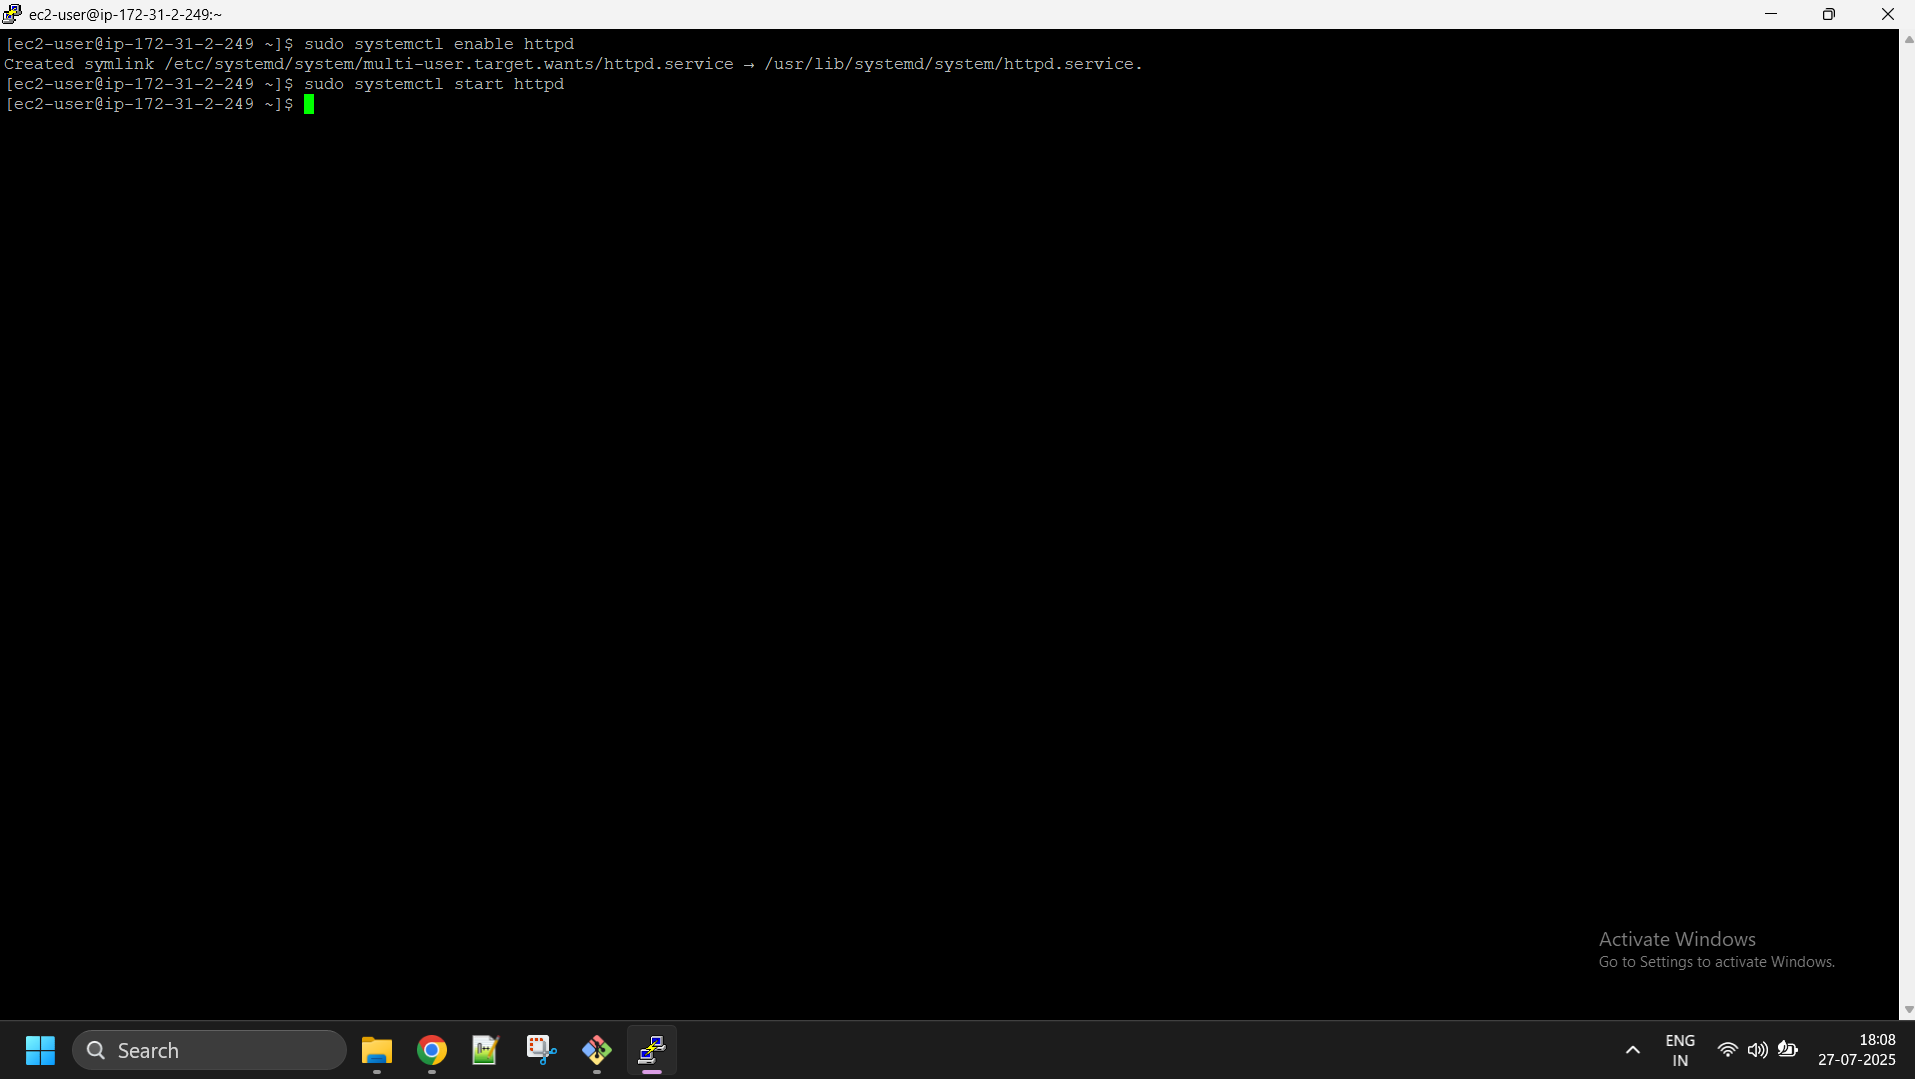 ec2-user@ip-172-31-2-249:~
[ec2-user@ip-172-31-2-249 ~]$ sudo systemctl enable httpd
Created symlink /etc/systemd/system/multi-user.target.wants/httpd.service → /usr/lib/systemd/system/httpd.service.
[ec2-user@ip-172-31-2-249 ~]$ sudo systemctl start httpd
[ec2-user@ip-172-31-2-249 ~]$
Activate Windows
Go to Settings to activate Windows.
Search
ENG
IN
18:08
27-07-2025